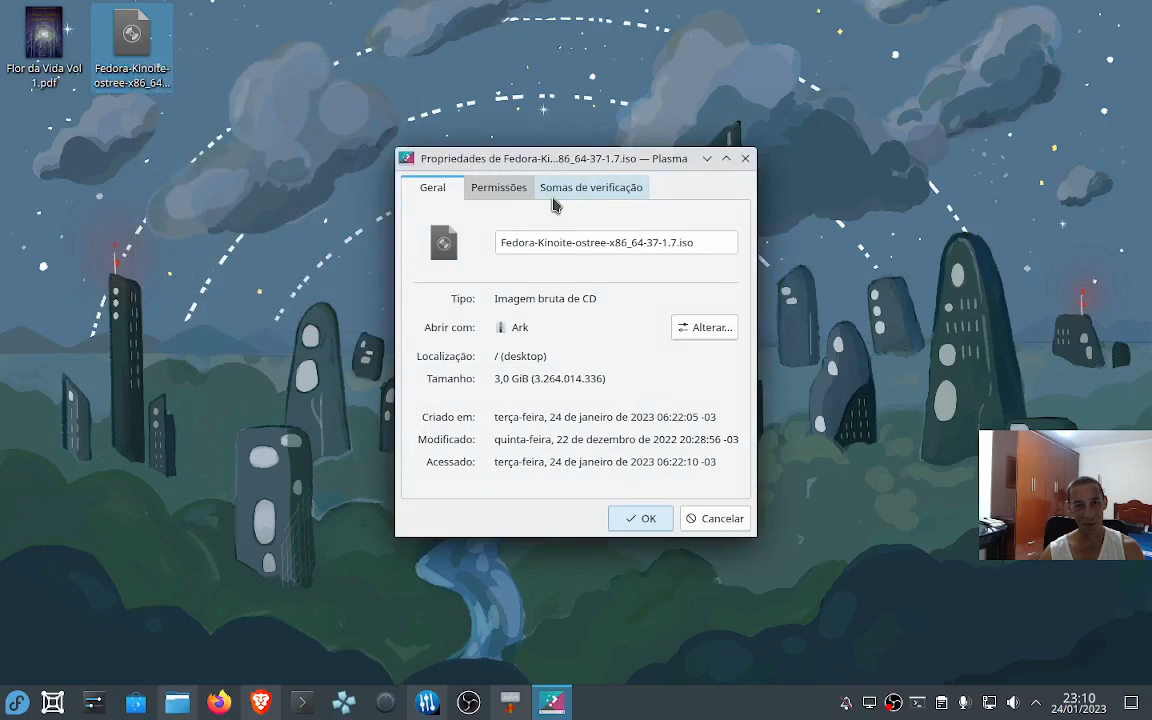 Flor da Vida Vol
1.pdf
Fedora-Kinoite-
ostree-x86_64...
Propriedades de Fedora-Ki...86_64-37-1.7.iso — Plasma
Geral
Permissões
Somas de verificação
Fedora-Kinoite-ostree-x86_64-37-1.7.iso
Tipo: Imagem bruta de CD
Abrir com: Ark
Alterar...
Localização: / (desktop)
Tamanho: 3,0 GiB (3.264.014.336)
Criado em: terça-feira, 24 de janeiro de 2023 06:22:05 -03
Modificado: quinta-feira, 22 de dezembro de 2022 20:28:56 -03
Acessado: terça-feira, 24 de janeiro de 2023 06:22:10 -03
OK
Cancelar
23:10
24/01/2023